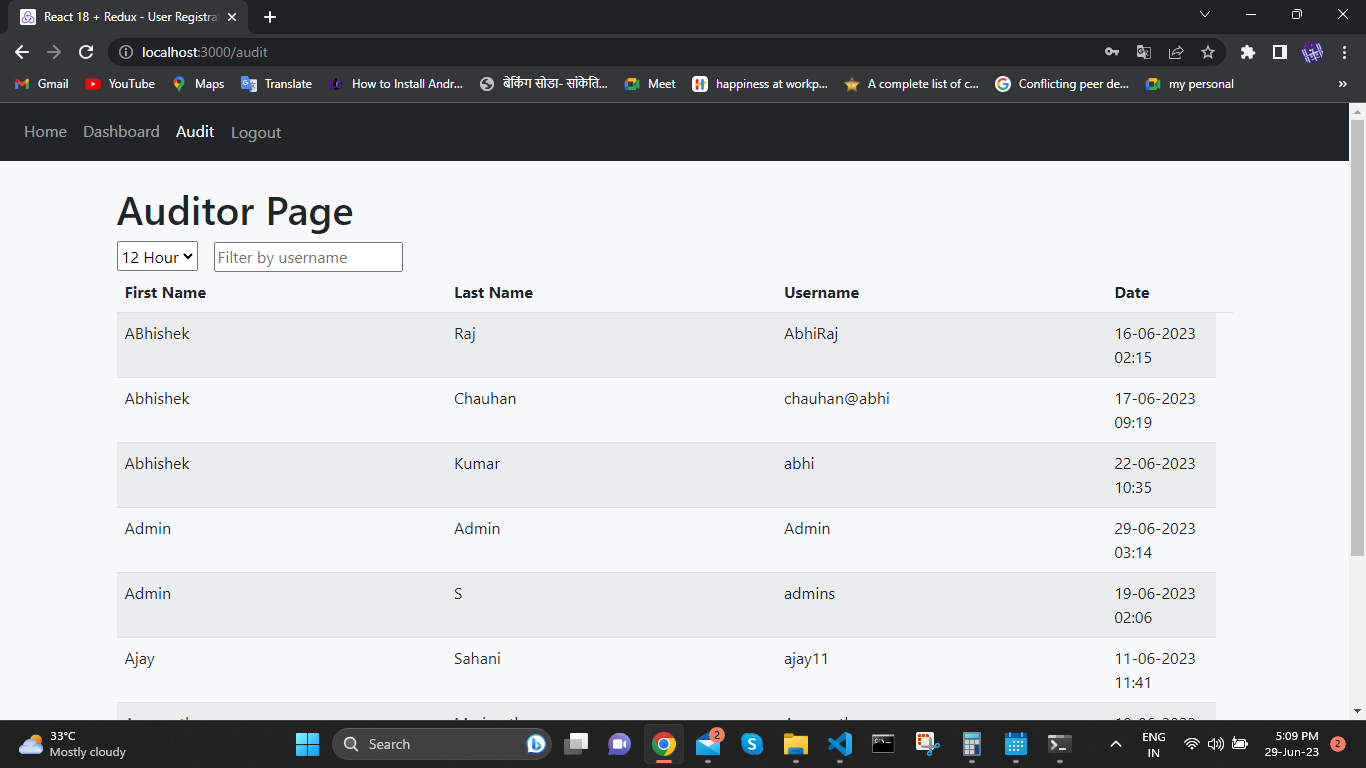 React 18 + Redux - User Registra
localhost:3000/audit
Gmail
YouTube
Maps
Translate
How to Install Andr...
बेकिंग सोडा- सांकेति...
Meet
happiness at workp...
A complete list of c...
Conflicting peer de...
my personal
»
Home
Dashboard
Audit
Logout
Auditor Page
12 Hour
Filter by username
First Name Last Name Username Date
ABhishek Raj AbhiRaj 16-06-2023
02:15
Abhishek Chauhan chauhan@abhi 17-06-2023
09:19
Abhishek Kumar abhi 22-06-2023
10:35
Admin Admin Admin 29-06-2023
03:14
Admin S admins 19-06-2023
02:06
Ajay Sahani ajay11 11-06-2023
11:41
33°C
Mostly cloudy
Search
2
ENG
IN
5:09 PM
29-Jun-23
2